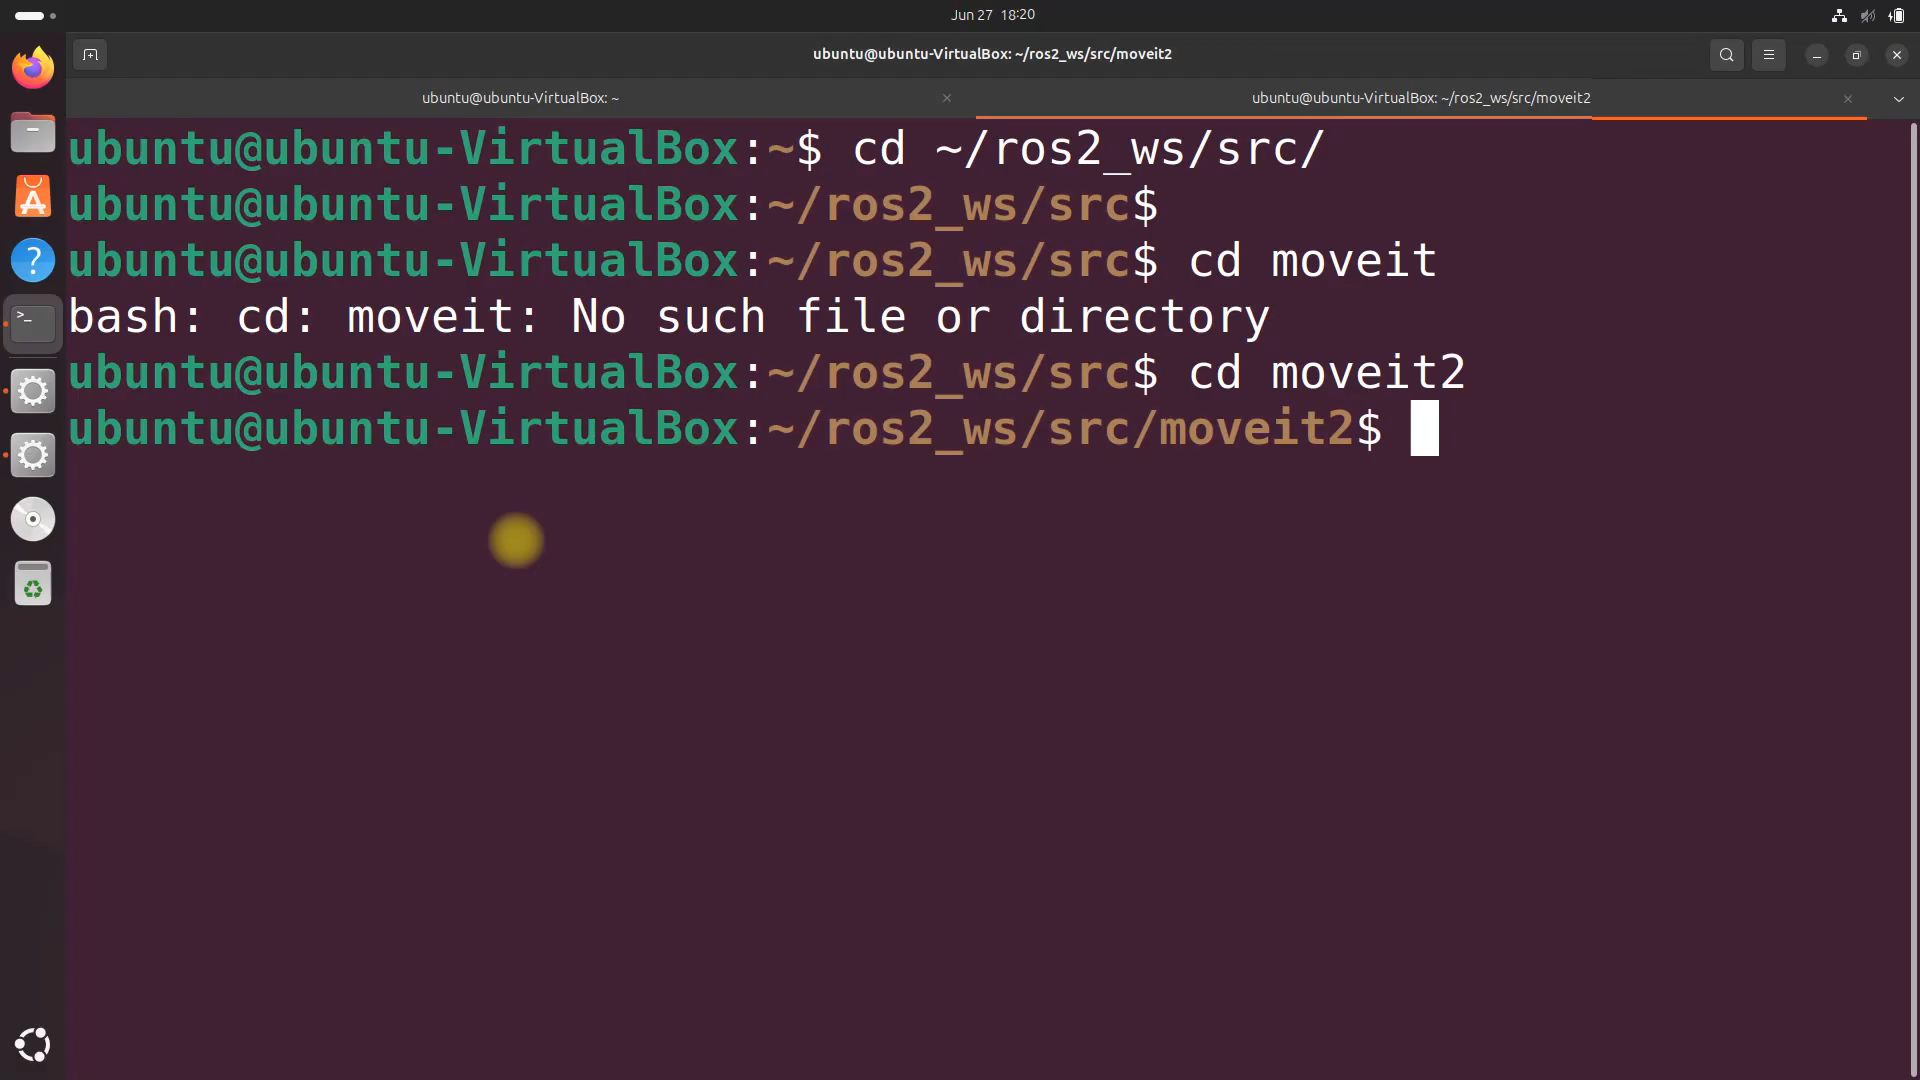 Jun 27 18:20
ubuntu@ubuntu-VirtualBox: ~/ros2_ws/src/moveit2
ubuntu@ubuntu-VirtualBox: ~
ubuntu@ubuntu-VirtualBox: ~/ros2_ws/src/moveit2
ubuntu@ubuntu-VirtualBox:~$ cd ~/ros2_ws/src/
ubuntu@ubuntu-VirtualBox:~/ros2_ws/src$
ubuntu@ubuntu-VirtualBox:~/ros2_ws/src$ cd moveit
bash: cd: moveit: No such file or directory
ubuntu@ubuntu-VirtualBox:~/ros2_ws/src$ cd moveit2
ubuntu@ubuntu-VirtualBox:~/ros2_ws/src/moveit2$